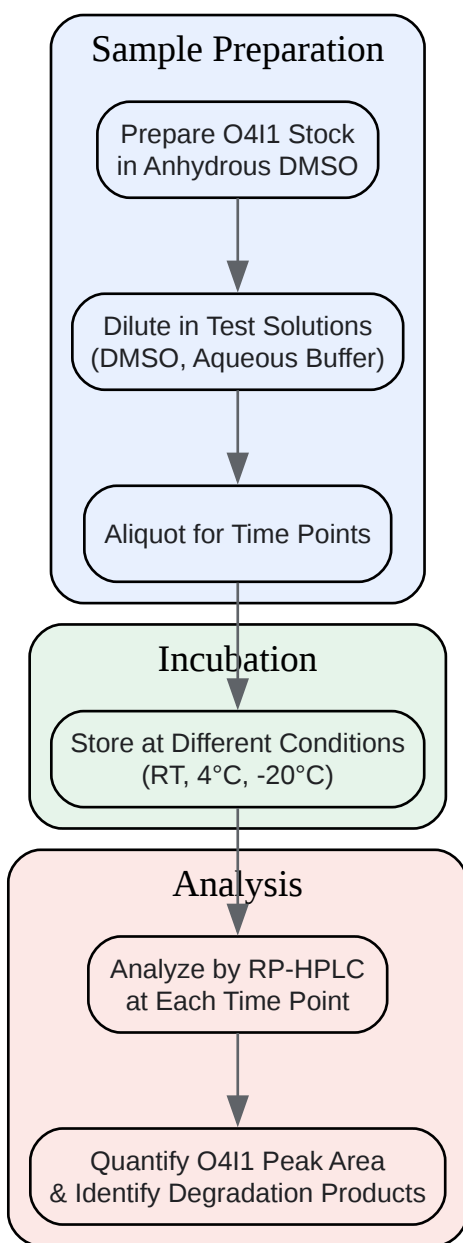 Sample Preparation
Prepare O4I1 Stock
in Anhydrous DMSO
Dilute in Test Solutions
(DMSO, Aqueous Buffer)
Aliquot for Time Points
Incubation
Store at Different Conditions
(RT, 4°C, -20°C)
Analysis
Analyze by RP-HPLC
at Each Time Point
Quantify O4I1 Peak Area
& Identify Degradation Products